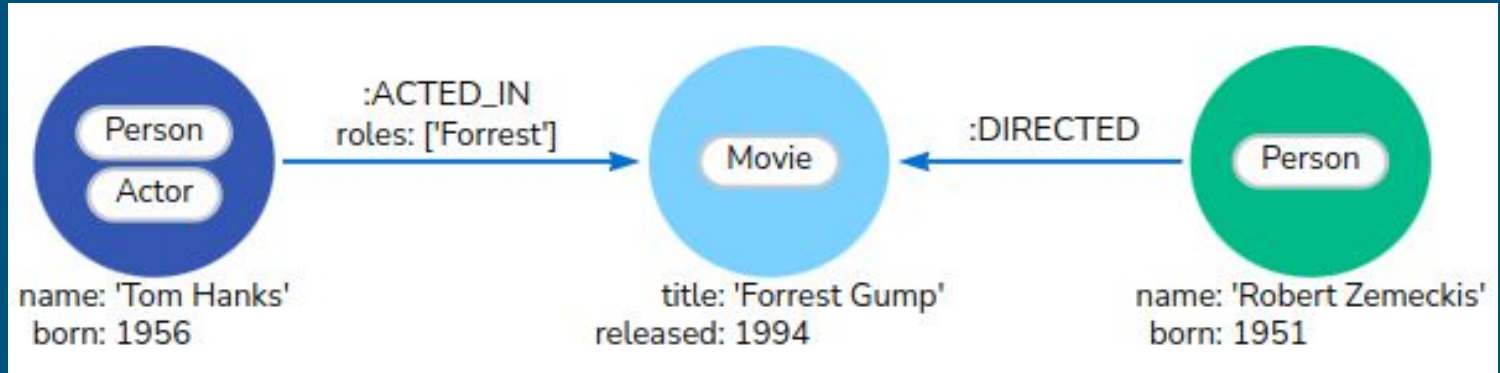 :ACTED_IN
roles: ['Forrest']
:DIRECTED
Person
Actor
Movie
Person
name: 'Tom Hanks'
born: 1956
title: 'Forrest Gump'
released: 1994
name: 'Robert Zemeckis'
born: 1951